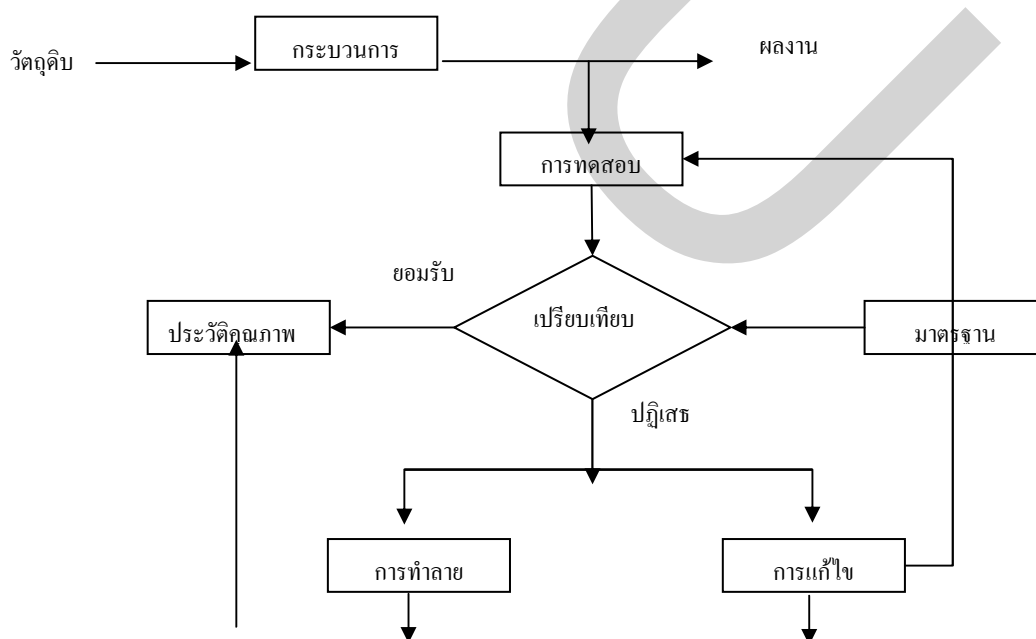 วัตถุดิบ
กระบวนการ
ผลงาน
การทดสอบ
ยอมรับ
ประวัติคุณภาพ
เปรียบเทียบ
มาตรฐาน
ปฏิเสธ
การทำลาย
การแก้ไข